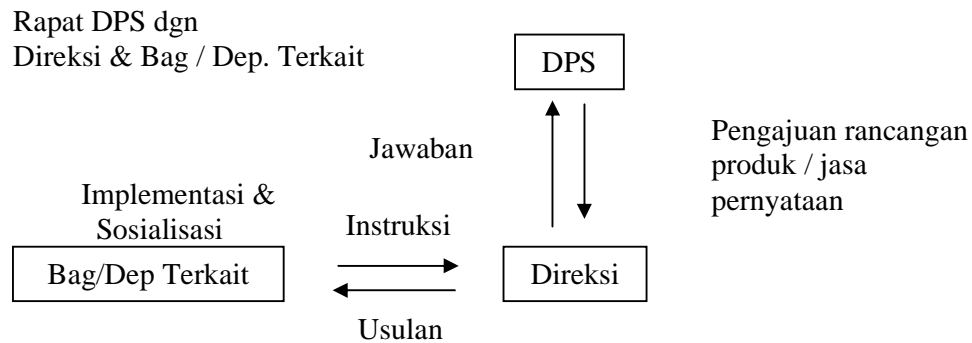 Rapat DPS dgn
Direksi & Bag / Dep. Terkait
DPS
Jawaban
Pengajuan rancangan
produk / jasa
pernyataan
Implementasi &
Sosialisasi
Instruksi
Bag/Dep Terkait
Direksi
Usulan